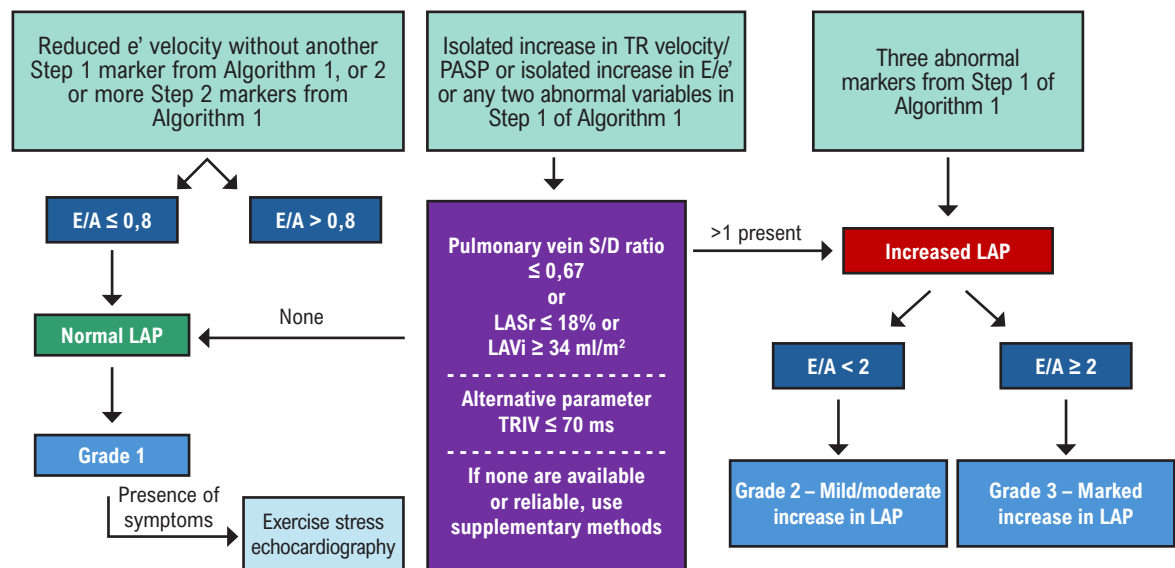 Reduced e’ velocity without another
Step 1 marker from Algorithm 1, or 2
or more Step 2 markers from
Algorithm 1
Isolated increase in TR velocity/
PASP or isolated increase in E/e’
or any two abnormal variables in
Step 1 of Algorithm 1
Three abnormal
markers from Step 1 of
Algorithm 1
E/A ≤ 0,8
E/A > 0,8
Pulmonary vein S/D ratio
≤ 0,67
or
LASr ≤ 18% or
LAVi ≥ 34 ml/m²
Alternative parameter
TRIV ≤ 70 ms
If none are available
or reliable, use
supplementary methods
>1 present
Increased LAP
None
Normal LAP
E/A < 2
E/A ≥ 2
Grade 1
Grade 2 – Mild/moderate
increase in LAP
Grade 3 – Marked
increase in LAP
Presence of
symptoms
Exercise stress
echocardiography